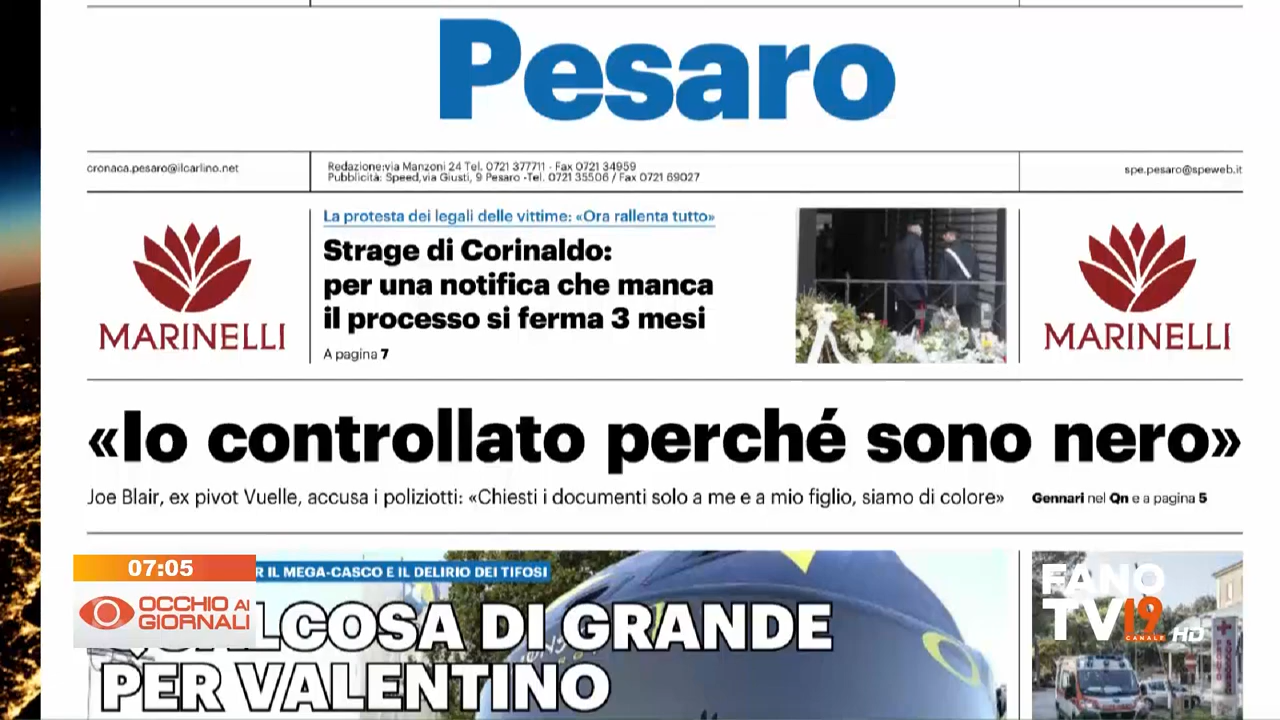 Pesaro
cronaca.pesaro@ilcarlino.net
Redazione:via Manzoni 24 Tel. 0721 377711 - Fax 0721 34959
Pubblicità: Speed, via Giusti, 9 Pesaro -Tel. 0721 35506 / Fax 0721 69027
spe.pesaro@speweb.it
MARINELLI
La protesta dei legali delle vittime: «Ora rallenta tutto»
Strage di Corinaldo:
per una notifica che manca
il processo si ferma 3 mesi
A pagina 7
MARINELLI
«Io controllato perché sono nero»
Joe Blair, ex pivot Vuelle, accusa i poliziotti: «Chiesti i documenti solo a me e a mio figlio, siamo di colore»
Gennari nel Qn e a pagina 5
IL MEGA-CASCO E IL DELIRIO DEI TIFOSI
DI GRANDE
PER VALENTINO
07:05
OCCHIO AI
GIORNALI
FANO
TV19
CANALE HD